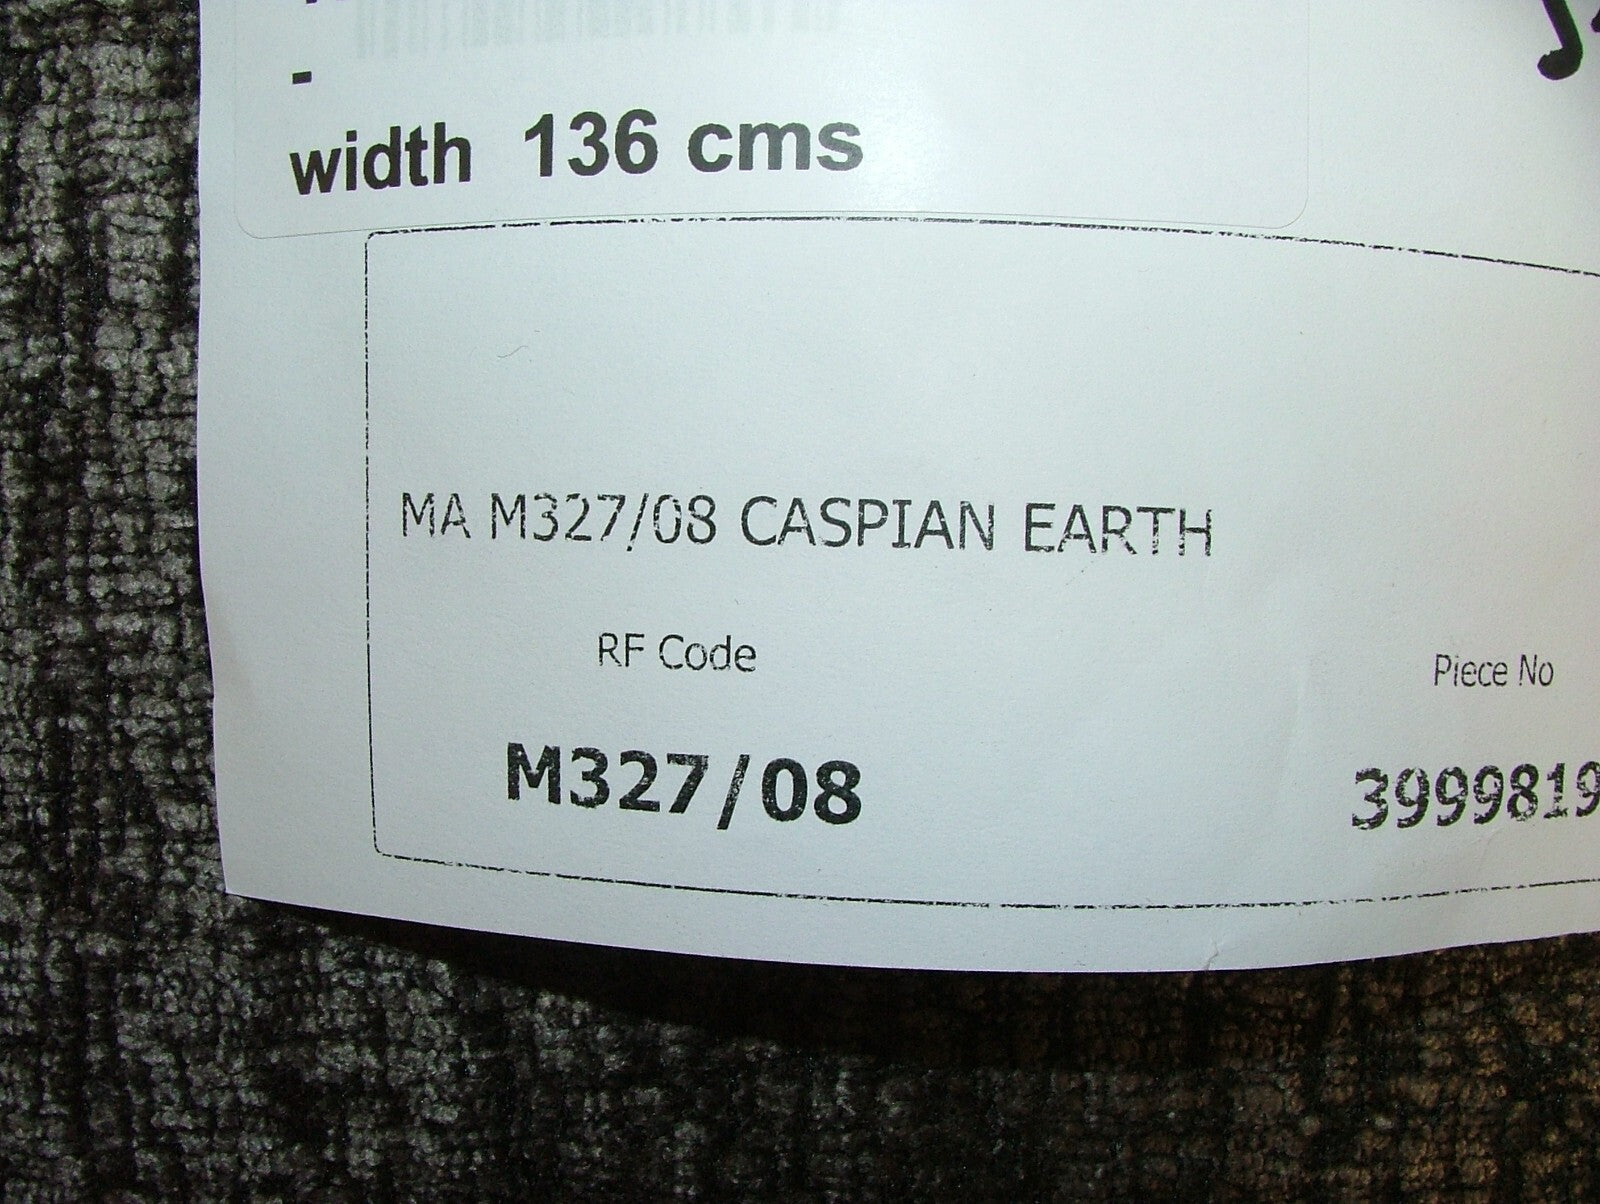 -
width 136 cms
MA M327/08 CASPIAN EARTH
RF Code
Piece No
M327/08
3999819